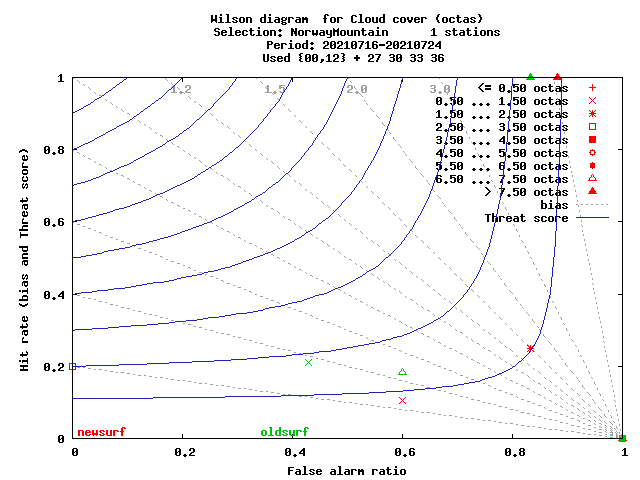 Wilson diagram  for Cloud cover (octas)
Selection: NorwayMountain      1 stations
Period: 20210716-20210724
Used {00,12} + 27 30 33 36
1
1.2
1.5
2.0
3.0
<= 0.50 octas
0.50 ... 1.50 octas
1.50 ... 2.50 octas
2.50 ... 3.50 octas
3.50 ... 4.50 octas
4.50 ... 5.50 octas
5.50 ... 6.50 octas
6.50 ... 7.50 octas
> 7.50 octas
bias
Threat score
0.8
0.6
0.4
0.2
0
Hit rate (bias and Threat score)
newsurf
oldsurf
0
0.2
0.4
0.6
0.8
1
False alarm ratio